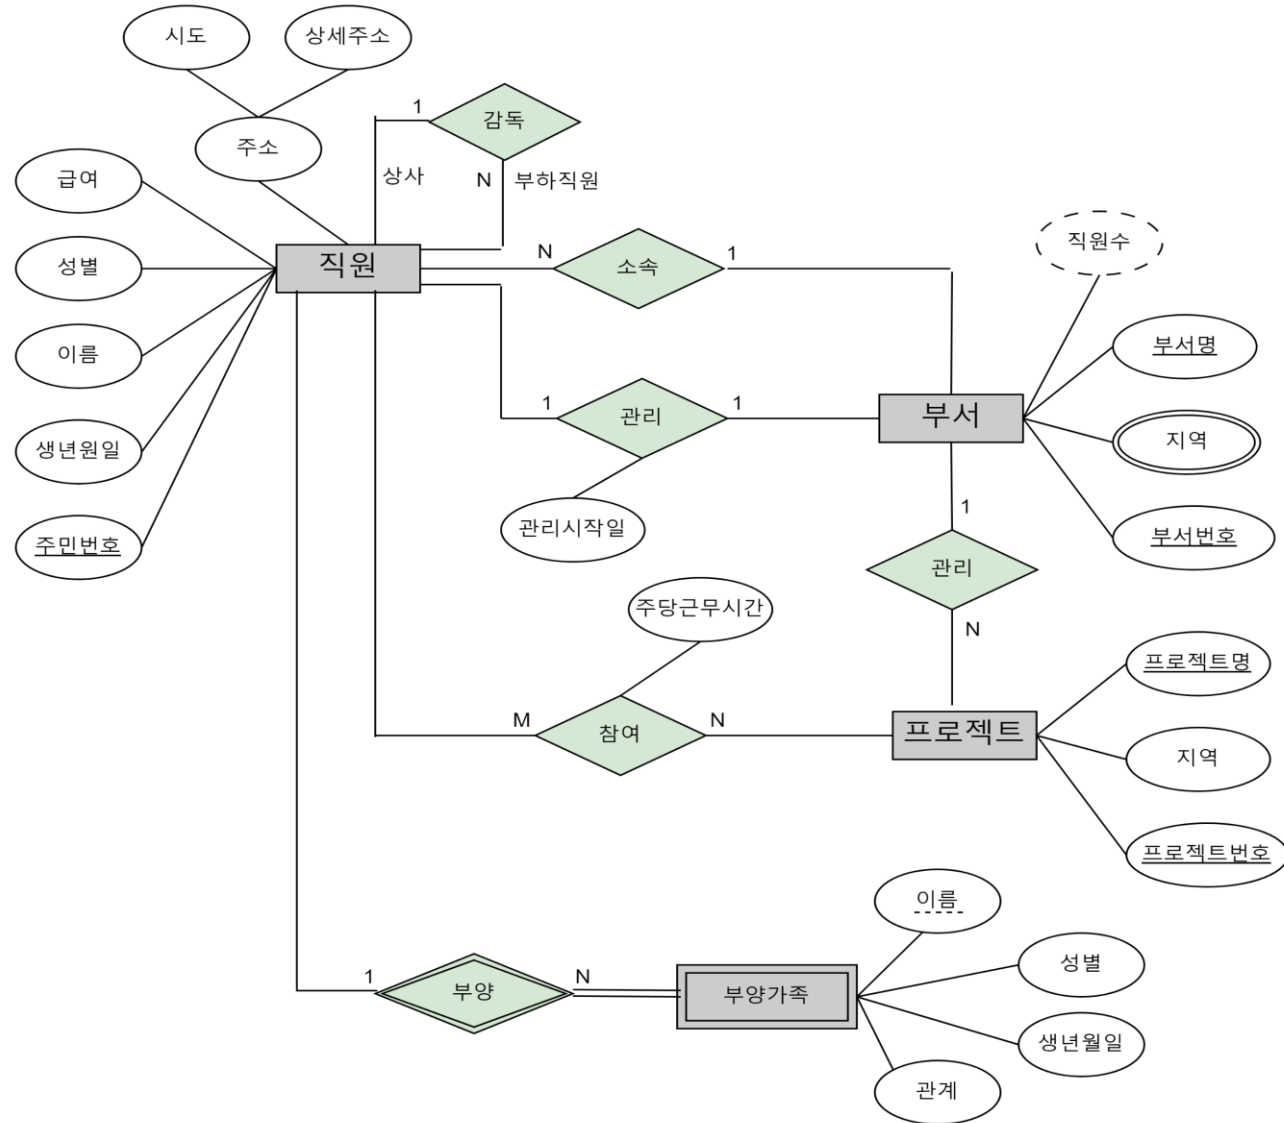 시도
상세주소
1
감독
주소
급여
상사
N
부하직원
직원수
직원
N
소속
1
성별
부서명
이름
1
관리
1
부서
지역
생년원일
관리시작일
1
부서번호
주민번호
관리
주당근무시간
N
프로젝트명
M
참여
N
프로젝트
지역
프로젝트번호
이름
성별
1
부양
N
부양가족
생년월일
관계